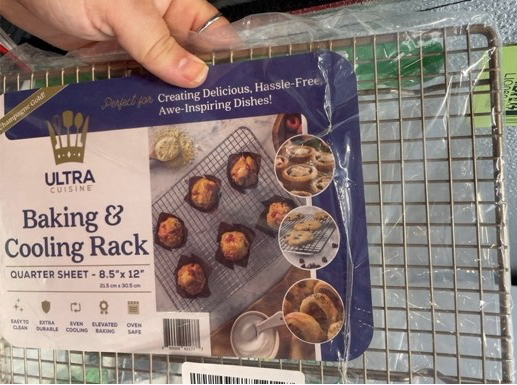 Champagne Gold!
Perfect for Creating Delicious, Hassle-Free,
Awe-Inspiring Dishes!
ULTRA
CUISINE
Baking &
Cooling Rack
QUARTER SHEET - 8.5" x 12"
21.5 cm x 30.5 cm
EASY TO CLEAN
EXTRA DURABLE
EVEN COOLING
ELEVATED BAKING
OVEN SAFE